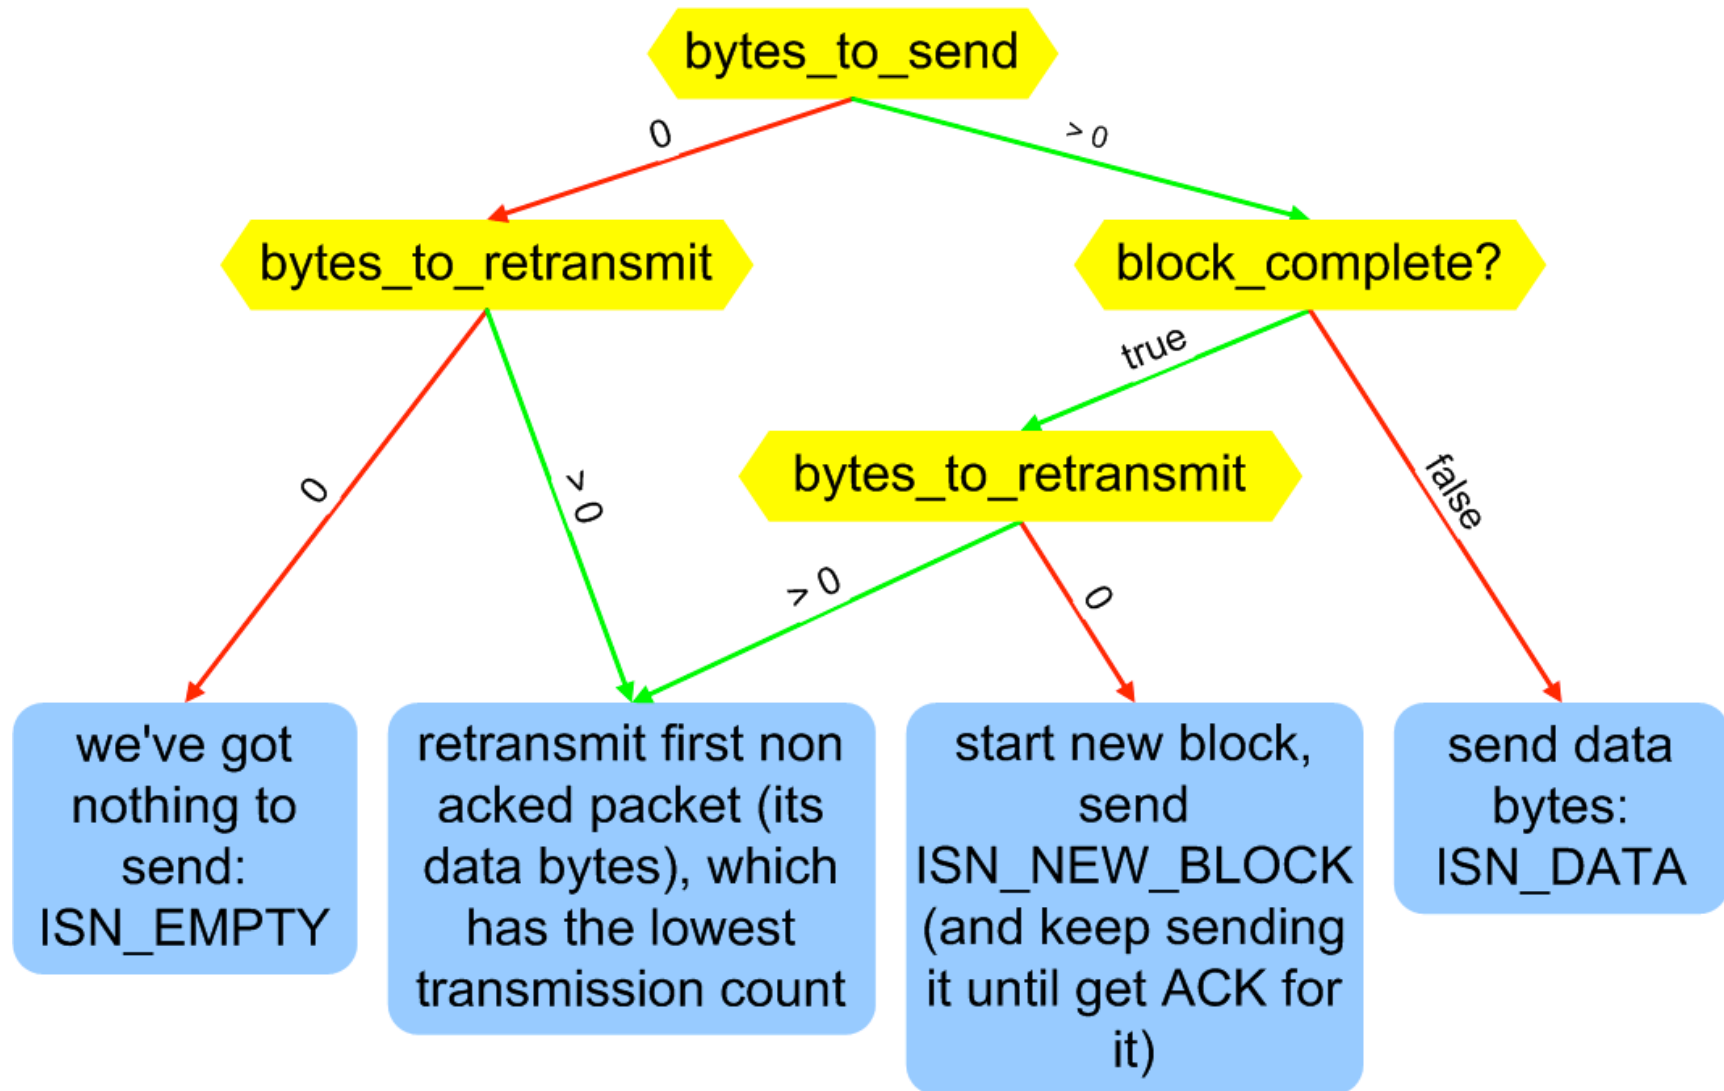 bytes_to_send
0
> 0
bytes_to_retransmit
block_complete?
true
false
bytes_to_retransmit
0
> 0
> 0
0
we've got
nothing to
send:
ISN_EMPTY
retransmit first non
acked packet (its
data bytes), which
has the lowest
transmission count
start new block,
send
ISN_NEW_BLOCK
(and keep sending
it until get ACK for
it)
send data
bytes:
ISN_DATA